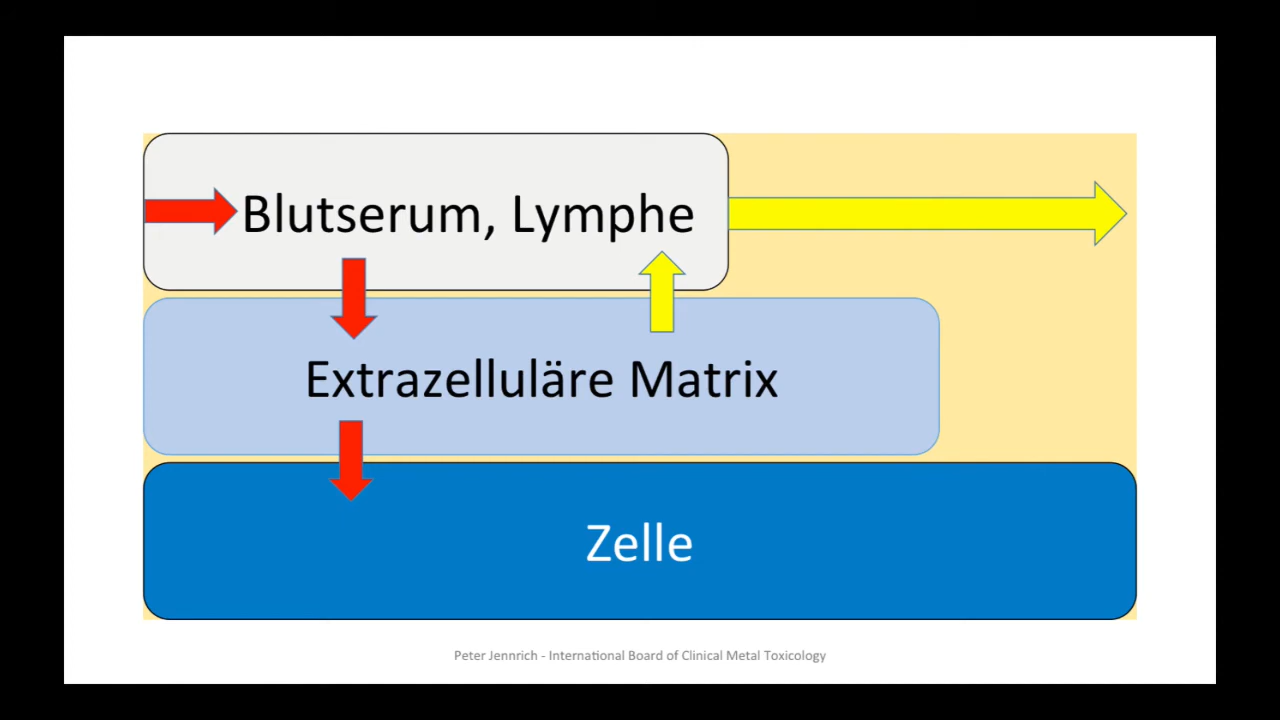 Blutserum, Lymphe
Extrazelluläre Matrix
Zelle
Peter Jennrich - International Board of Clinical Metal Toxicology